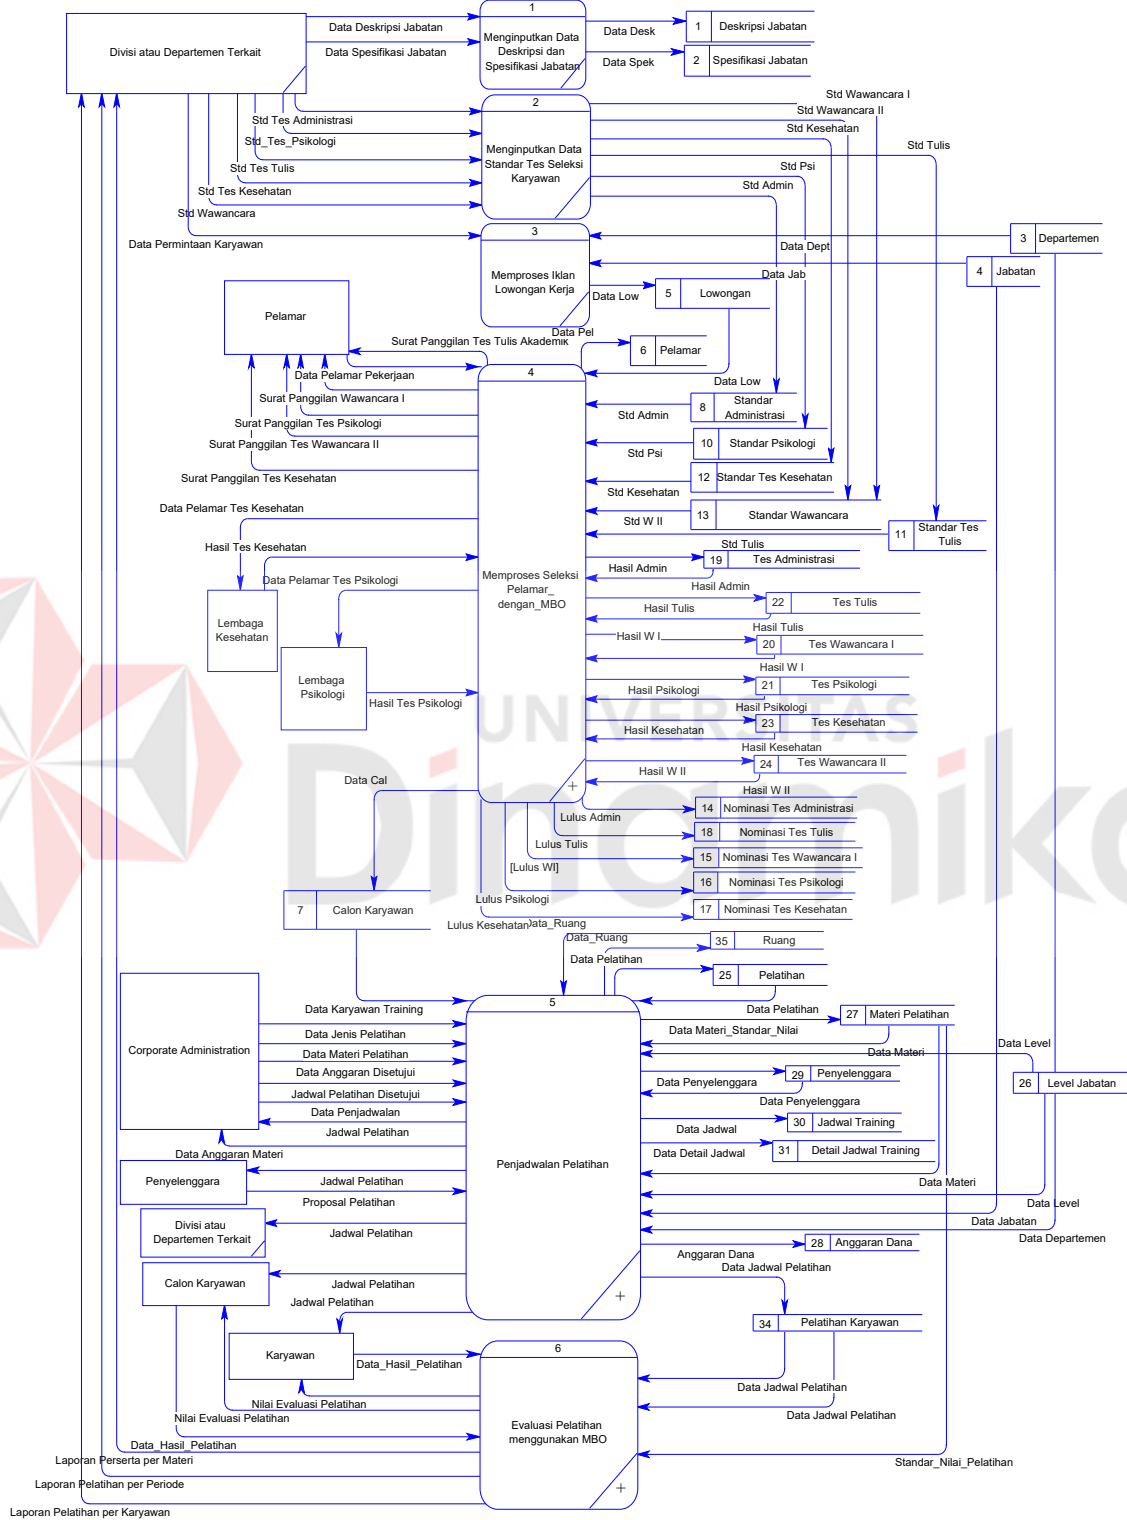 1
Data Deskripsi Jabatan
Divisi atau Departemen Terkait
Data Spesifikasi Jabatan
Menginputkan Data
Deskripsi dan
Spesifikasi Jabatan
Data Desk
1 Deskripsi Jabatan
Data Spek
2 Spesifikasi Jabatan
2
Std Wawancara I
Std Wawancara II
Std Kesehatan
Std Tes Administrasi
Std_Tes_Psikologi
Menginputkan Data
Standar Tes Seleksi
Karyawan
Std Tulis
Std Psi
Std Tes Tulis
Std Admin
Std Tes Kesehatan
Std Wawancara
3
Data Permintaan Karyawan
Data Dept
3 Departemen
Memproses Iklan
Lowongan Kerja
Data Jab
4 Jabatan
Data Low
5 Lowongan
Pelamar
Data Pel
Surat Panggilan Tes Tulis Akademik
6 Pelamar
4
Data Pelamar Pekerjaan
Data Low
Surat Panggilan Wawancara I
Std Admin
8 Standar
Administrasi
Surat Panggilan Tes Psikologi
Surat Panggilan Tes Wawancara II
10 Standar Psikologi
Std Psi
Surat Panggilan Tes Kesehatan
12 Standar Tes Kesehatan
Std Kesehatan
Data Pelamar Tes Kesehatan
13 Standar Wawancara
Std W II
11 Standar Tes
Tulis
Hasil Tes Kesehatan
Std Tulis
19 Tes Administrasi
Hasil Admin
Data Pelamar Tes Psikologi
Memproses Seleksi
Pelamar_
dengan_MBO
Hasil Admin
22 Tes Tulis
Hasil Tulis
Lembaga
Kesehatan
Hasil Tulis
Hasil W I
20 Tes Wawancara I
Hasil W I
Lembaga
Psikologi
21 Tes Psikologi
Hasil Psikologi
Hasil Tes Psikologi
Hasil Psikologi
UNIVERSITAS
23 Tes Kesehatan
Hasil Kesehatan
Hasil Kesehatan
24 Tes Wawancara II
Hasil W II
Data Cal
Hasil W II
Dinamika
14 Nominasi Tes Administrasi
Lulus Admin
18 Nominasi Tes Tulis
Lulus Tulis
15 Nominasi Tes Wawancara I
[Lulus WI]
16 Nominasi Tes Psikologi
Lulus Psikologi
7 Calon Karyawan
17 Nominasi Tes Kesehatan
Lulus Kesehatan
Data_Ruang
Data_Ruang
35 Ruang
Data Pelatihan
25 Pelatihan
5
Data Karyawan Training
Data Pelatihan
27 Materi Pelatihan
Data Jenis Pelatihan
Data Materi_Standar_Nilai
Corporate Administration
Data Materi Pelatihan
Data Materi
Data Level
Data Anggaran Disetujui
Data Penyelenggara
29 Penyelenggara
26 Level Jabatan
Jadwal Pelatihan Disetujui
Data Penyelenggara
Data Penjadwalan
30 Jadwal Training
Jadwal Pelatihan
Data Jadwal
Data Anggaran Materi
Data Detail Jadwal
31 Detail Jadwal Training
Penjadwalan Pelatihan
Penyelenggara
Jadwal Pelatihan
Data Materi
Proposal Pelatihan
Data Level
Divisi atau
Departemen Terkait
Jadwal Pelatihan
Data Jabatan
Data Departemen
28 Anggaran Dana
Anggaran Dana
Data Jadwal Pelatihan
Calon Karyawan
Jadwal Pelatihan
Jadwal Pelatihan
34 Pelatihan Karyawan
6
Karyawan
Data_Hasil_Pelatihan
Data Jadwal Pelatihan
Nilai Evaluasi Pelatihan
Nilai Evaluasi Pelatihan
Evaluasi Pelatihan
menggunakan MBO
Data Jadwal Pelatihan
Data_Hasil_Pelatihan
Laporan Perserta per Materi
Standar_Nilai_Pelatihan
Laporan Pelatihan per Periode
Laporan Pelatihan per Karyawan